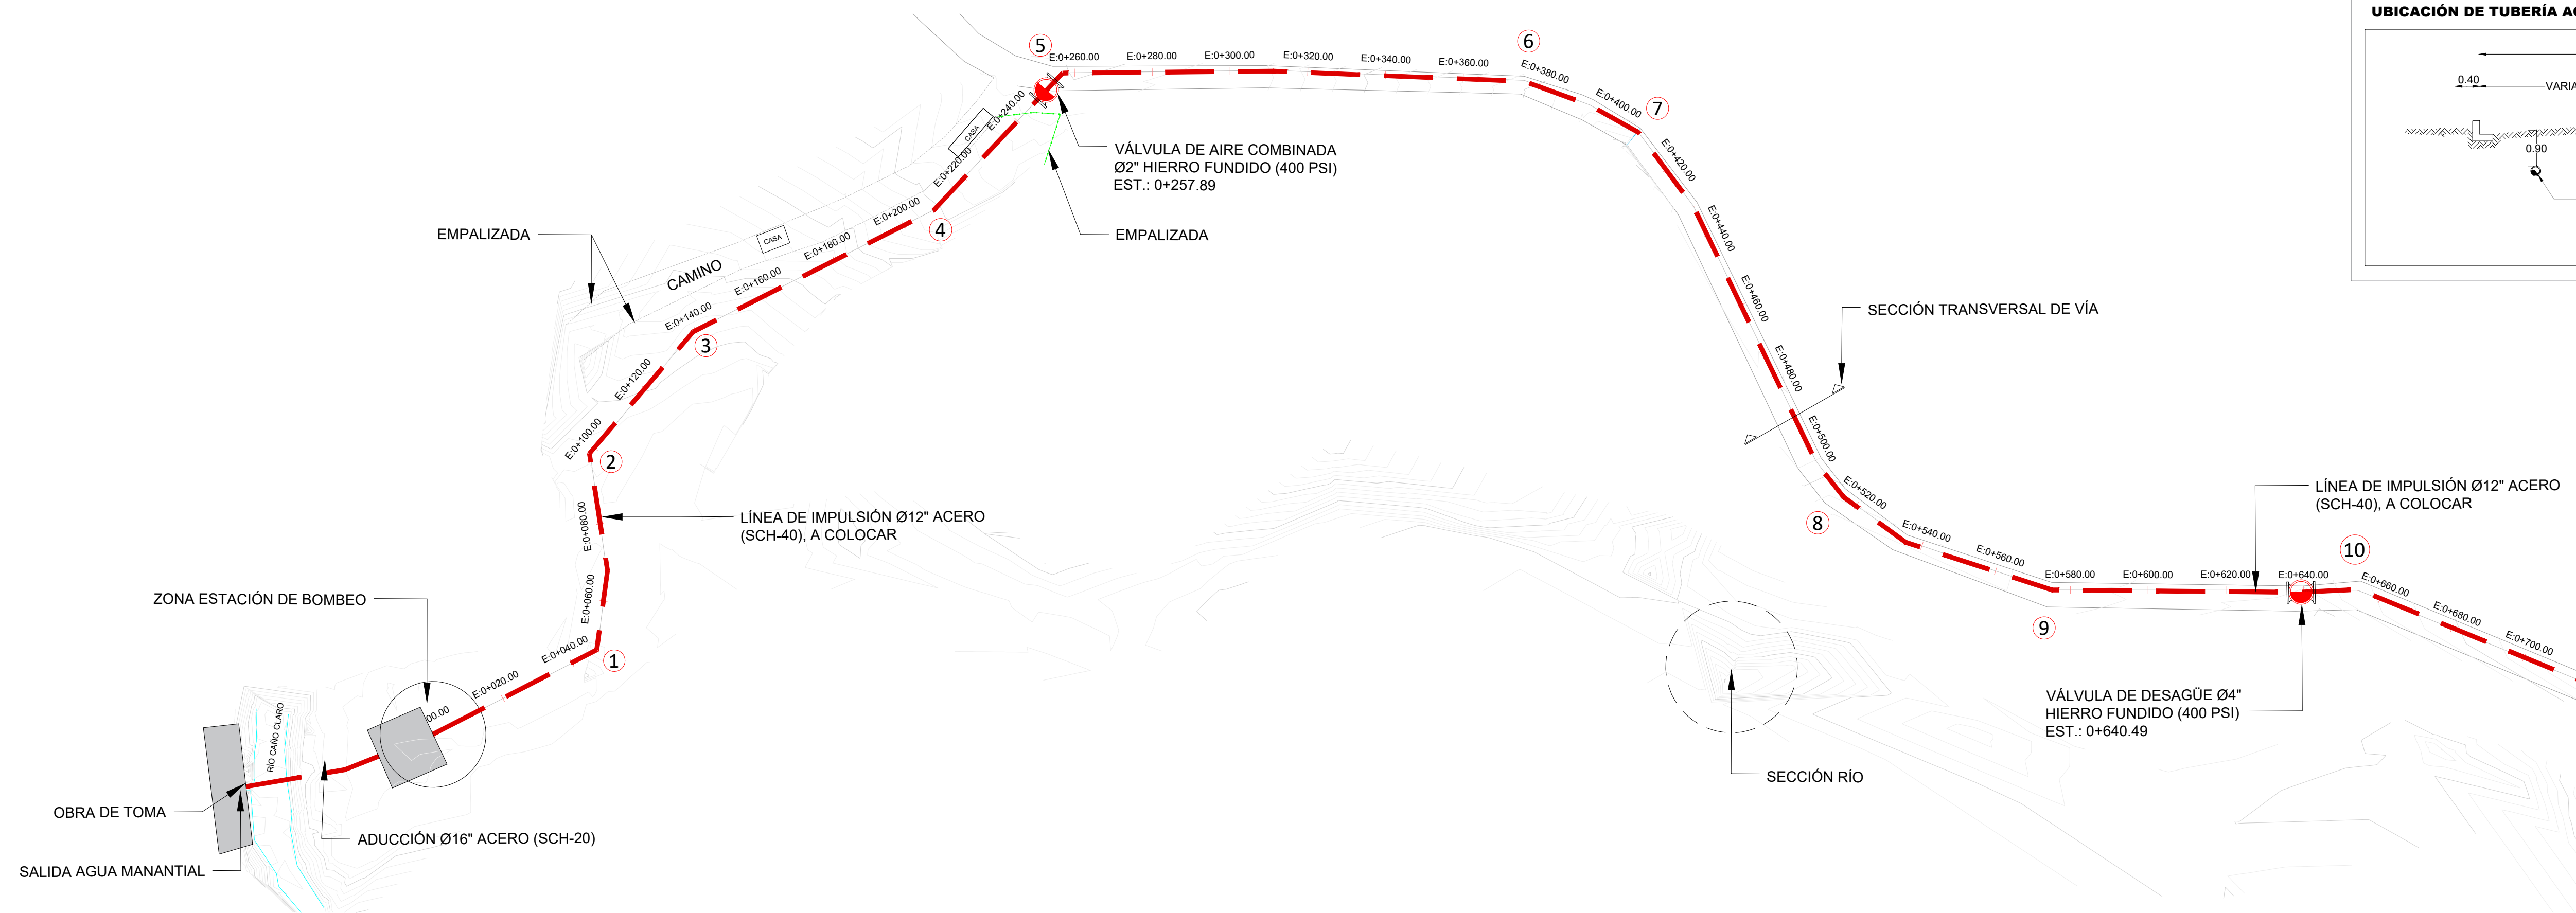 UBICACIÓN DE TUBERÍA
0.40
0.90
5
E:0+260.00
E:0+280.00
E:0+300.00
E:0+320.00
E:0+340.00
E:0+360.00
6
E:0+380.00
E:0+400.00
7
E:0+420.00
E:0+440.00
E:0+460.00
E:0+480.00
E:0+500.00
E:0+520.00
8
E:0+540.00
E:0+560.00
9
E:0+580.00
E:0+600.00
E:0+620.00
E:0+640.00
10
E:0+660.00
E:0+680.00
E:0+700.00
VÁLVULA DE AIRE COMBINADA
Ø2" HIERRO FUNDIDO (400 PSI)
EST.: 0+257.89
EMPALIZADA
CASA
E:0+240.00
E:0+220.00
4
E:0+200.00
E:0+180.00
CASA
E:0+160.00
CAMINO
EMPALIZADA
E:0+140.00
3
E:0+120.00
E:0+100.00
2
E:0+080.00
LÍNEA DE IMPULSIÓN Ø12" ACERO
(SCH-40), A COLOCAR
E:0+060.00
1
E:0+040.00
E:0+020.00
00.00
ZONA ESTACIÓN DE BOMBEO
RÍO CAÑO CLARO
OBRA DE TOMA
ADUCCIÓN Ø16" ACERO (SCH-20)
SALIDA AGUA MANANTIAL
SECCIÓN TRANSVERSAL DE VÍA
LÍNEA DE IMPULSIÓN Ø12" ACERO
(SCH-40), A COLOCAR
VÁLVULA DE DESAGÜE Ø4"
HIERRO FUNDIDO (400 PSI)
EST.: 0+640.49
SECCIÓN RÍO